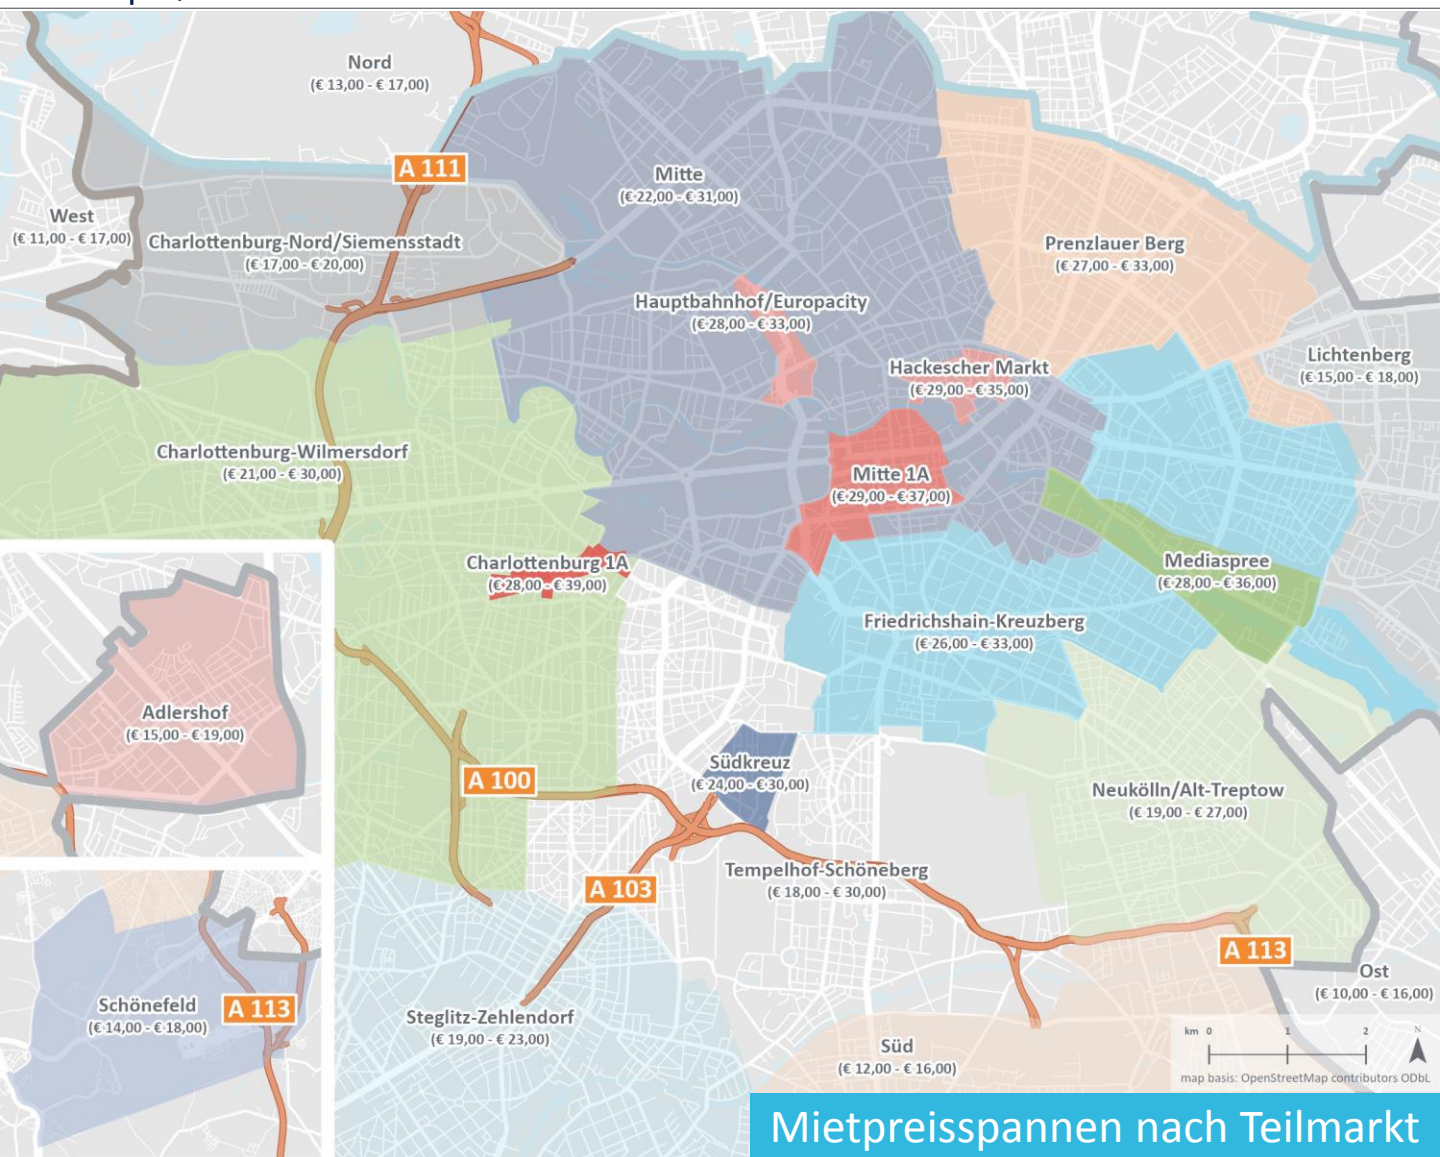 Nord
(€ 13,00 - € 17,00)
A 111
Mitte
(€ 22,00 - € 31,00)
West
(€ 11,00 - € 17,00)
Charlottenburg-Nord/Siemensstadt
(€ 17,00 - € 20,00)
Prenzlauer Berg
(€ 27,00 - € 33,00)
Hauptbahnhof/Europacity
(€ 28,00 - € 33,00)
Hackescher Markt
(€ 29,00 - € 35,00)
Lichtenberg
(€ 15,00 - € 18,00)
Charlottenburg-Wilmersdorf
(€ 21,00 - € 30,00)
Mitte 1A
(€ 29,00 - € 37,00)
Charlottenburg 1A
(€ 28,00 - € 39,00)
Mediaspree
(€ 28,00 - € 36,00)
Friedrichshain-Kreuzberg
(€ 26,00 - € 33,00)
Adlershof
(€ 15,00 - € 19,00)
A 100
Südkreuz
(€ 24,00 - € 30,00)
Neukölln/Alt-Treptow
(€ 19,00 - € 27,00)
A 103
Tempelhof-Schöneberg
(€ 18,00 - € 30,00)
A 113
Ost
(€ 10,00 - € 16,00)
Schönefeld
(€ 14,00 - € 18,00)
A 113
Steglitz-Zehlendorf
(€ 19,00 - € 23,00)
Süd
(€ 12,00 - € 16,00)
km 0 1 2 N
map basis: OpenStreetMap contributors ODbL
Mietpreisspannen nach Teilmarkt